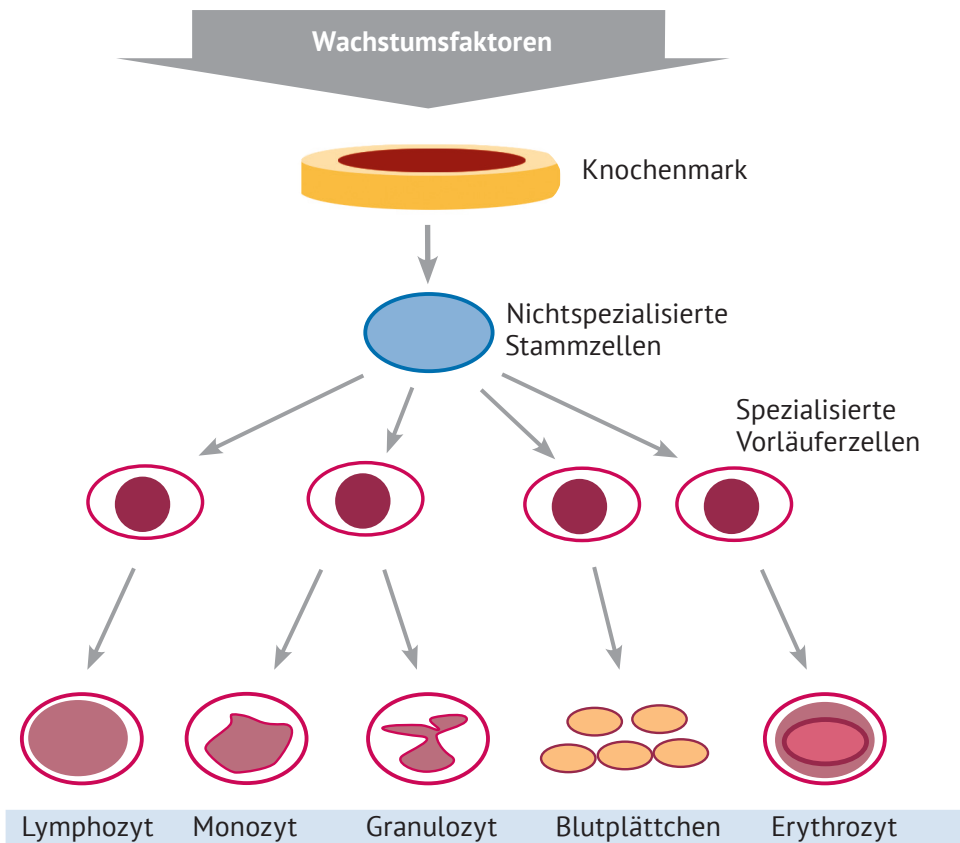 Wachstumsfaktoren
Knochenmark
Nichtspezialisierte
Stammzellen
Spezialisierte
Vorläuferzellen
Lymphozyt Monozyt Granulozyt Blutplättchen Erythrozyt